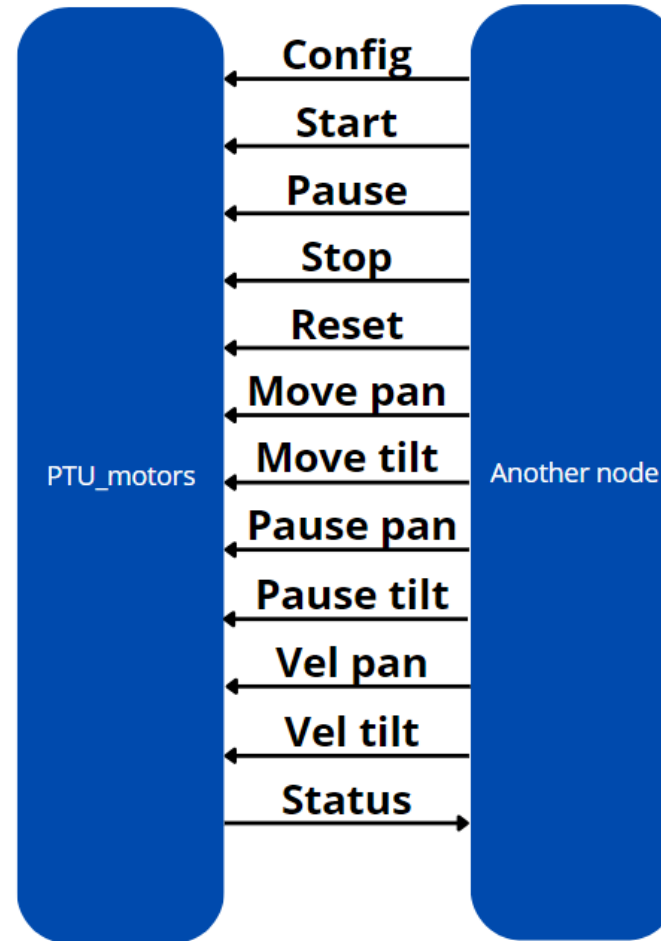 Config
Start
Pause
Stop
Reset
Move pan
Move tilt
PTU_motors
Another node
Pause pan
Pause tilt
Vel pan
Vel tilt
Status